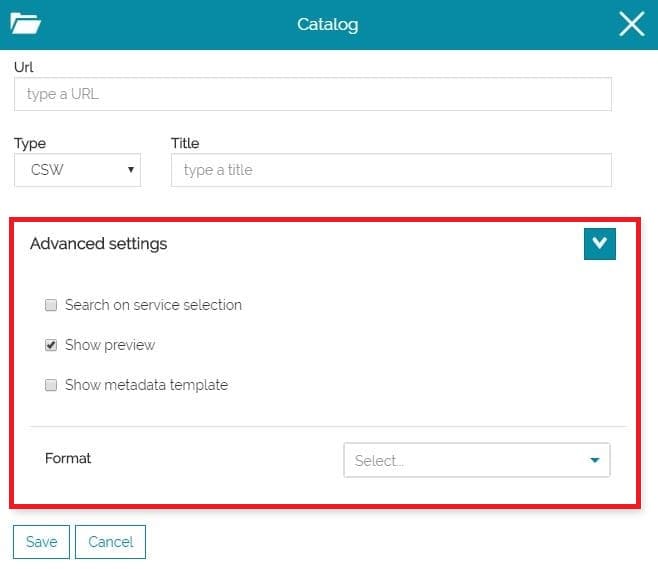 Catalog
Url
type a URL
Type Title
CSW type a title
Advanced settings
Search on service selection
Show preview
Show metadata template
Format Select...
Save Cancel